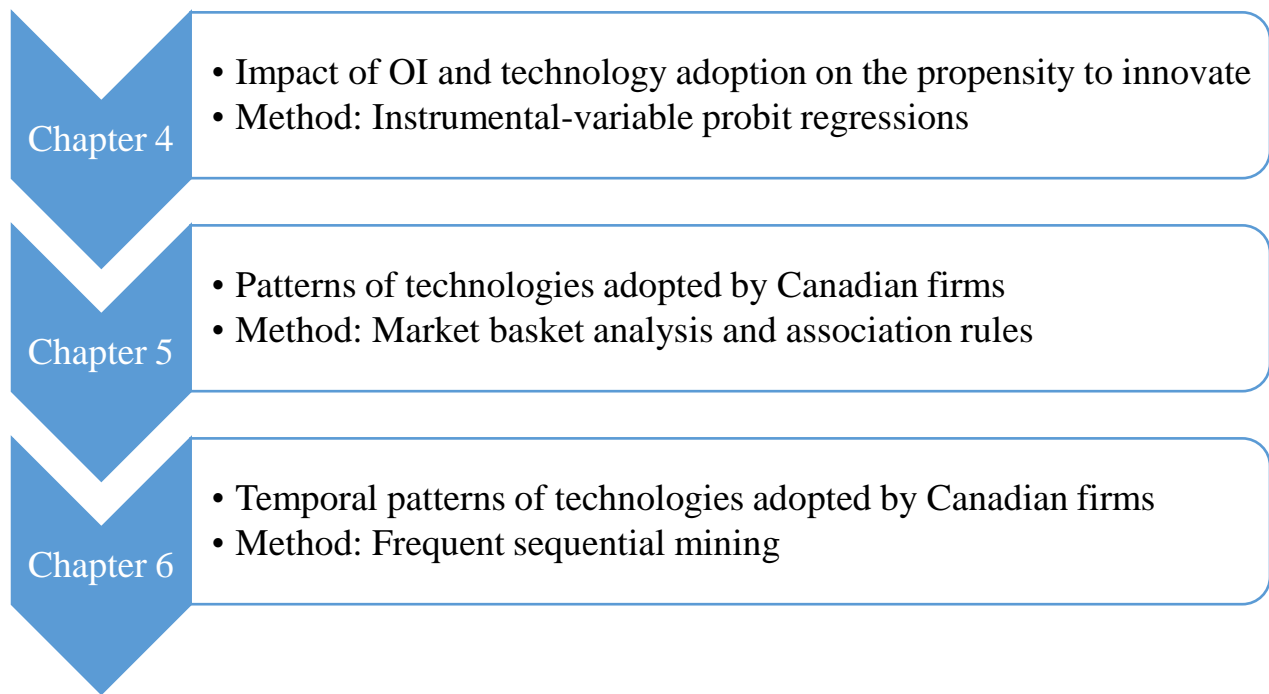 Chapter 4
• Impact of OI and technology adoption on the propensity to innovate
• Method: Instrumental-variable probit regressions
Chapter 5
• Patterns of technologies adopted by Canadian firms
• Method: Market basket analysis and association rules
Chapter 6
• Temporal patterns of technologies adopted by Canadian firms
• Method: Frequent sequential mining